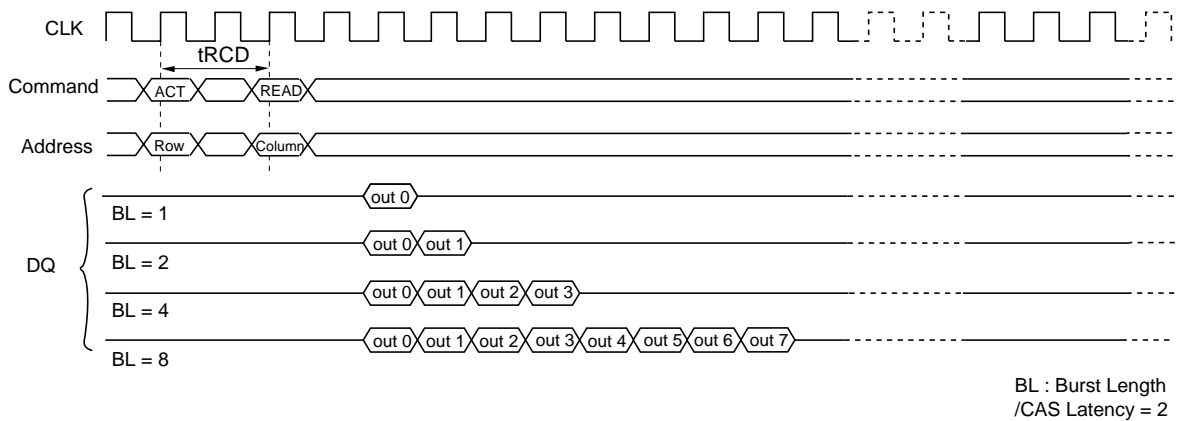 CLK
tRCD
Command ACT READ
Address Row Column
DQ
out 0
BL = 1
out 0 out 1
BL = 2
out 0 out 1 out 2 out 3
BL = 4
out 0 out 1 out 2 out 3 out 4 out 5 out 6 out 7
BL = 8
BL : Burst Length
/CAS Latency = 2